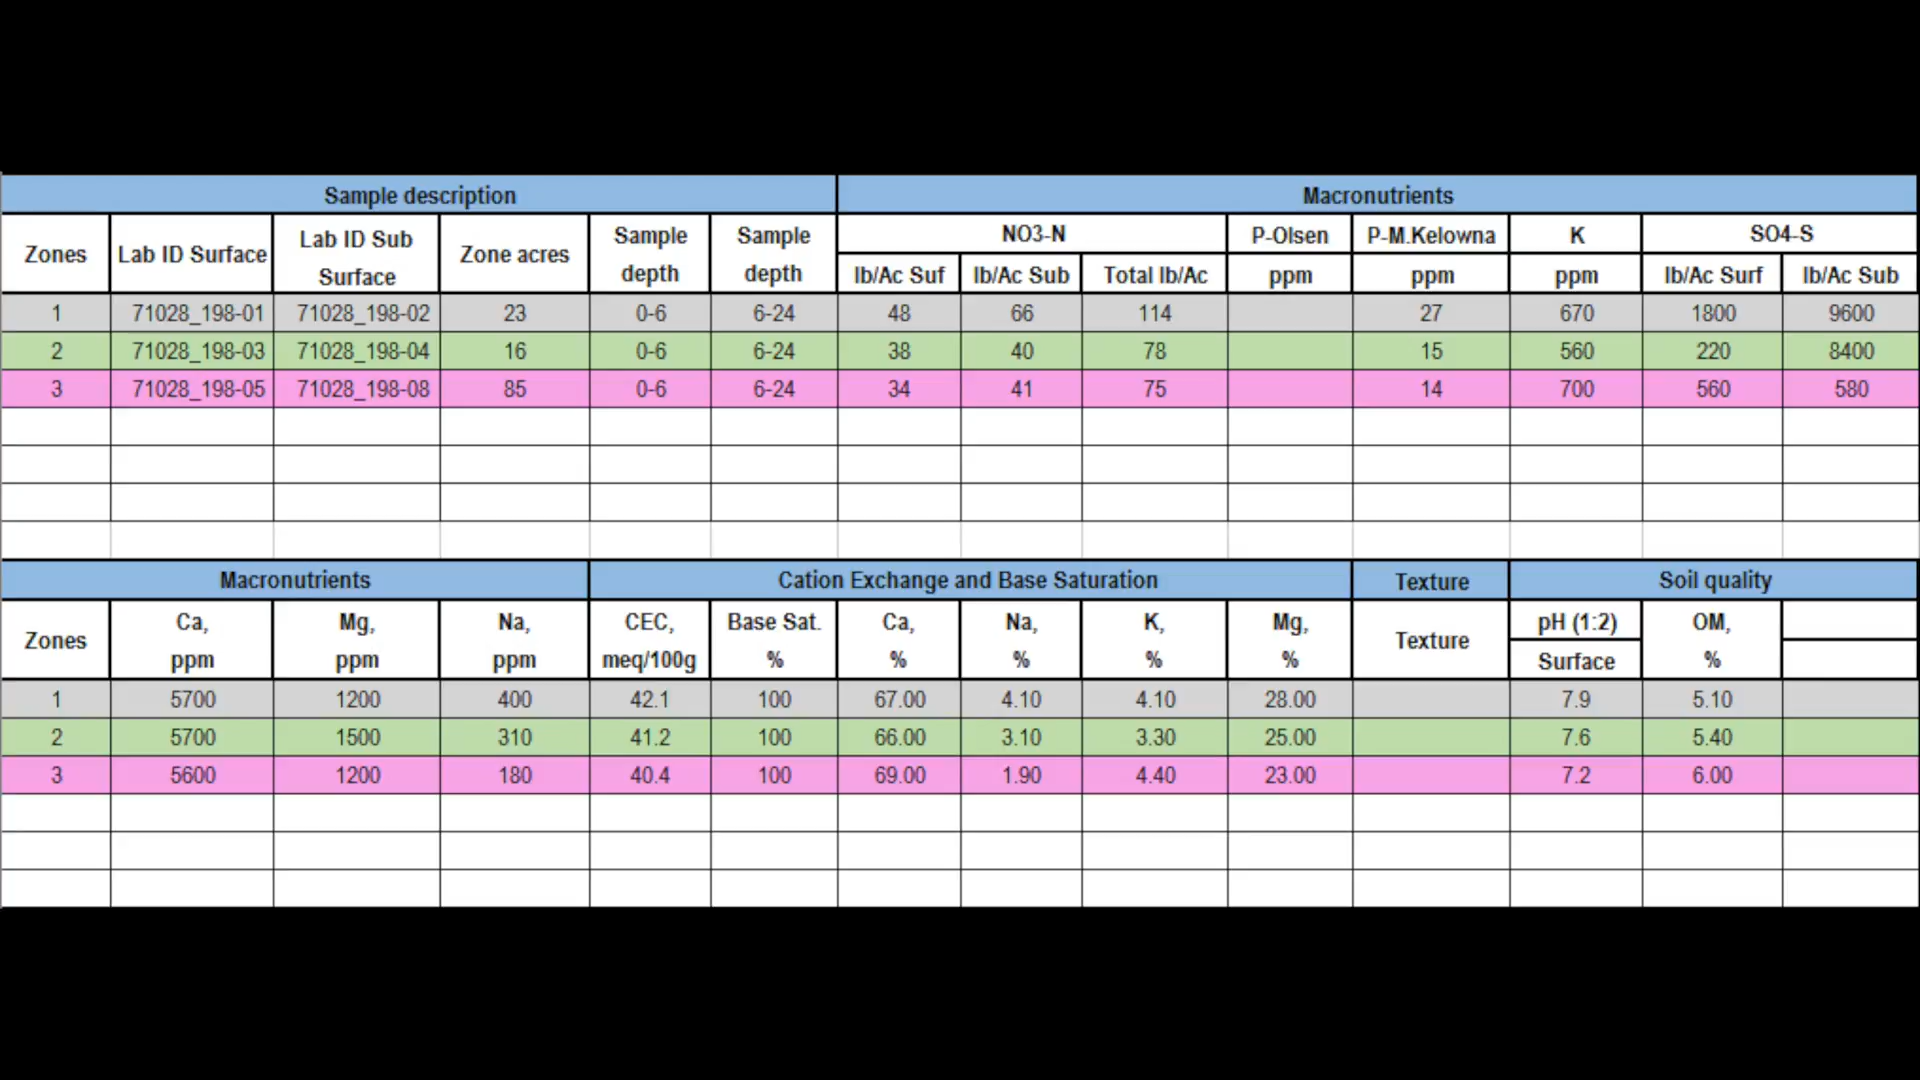 Sample description Macronutrients
Zones Lab ID Surface Lab ID Sub Surface Zone acres Sample depth Sample depth NO3-N P-Olsen P-M.Kelowna K SO4-S
lb/Ac Suf lb/Ac Sub Total lb/Ac ppm ppm ppm lb/Ac Surf lb/Ac Sub
1 71028_198-01 71028_198-02 23 0-6 6-24 48 66 114 27 670 1800 9600
2 71028_198-03 71028_198-04 16 0-6 6-24 38 40 78 15 560 220 8400
3 71028_198-05 71028_198-08 85 0-6 6-24 34 41 75 14 700 560 580
Macronutrients Cation Exchange and Base Saturation Texture Soil quality
Zones Ca, Mg, Na, CEC, Base Sat. Ca, Na, K, Mg, Texture pH (1:2) OM,
ppm ppm ppm meq/100g % % % % % Surface %
1 5700 1200 400 42.1 100 67.00 4.10 4.10 28.00 7.9 5.10
2 5700 1500 310 41.2 100 66.00 3.10 3.30 25.00 7.6 5.40
3 5600 1200 180 40.4 100 69.00 1.90 4.40 23.00 7.2 6.00